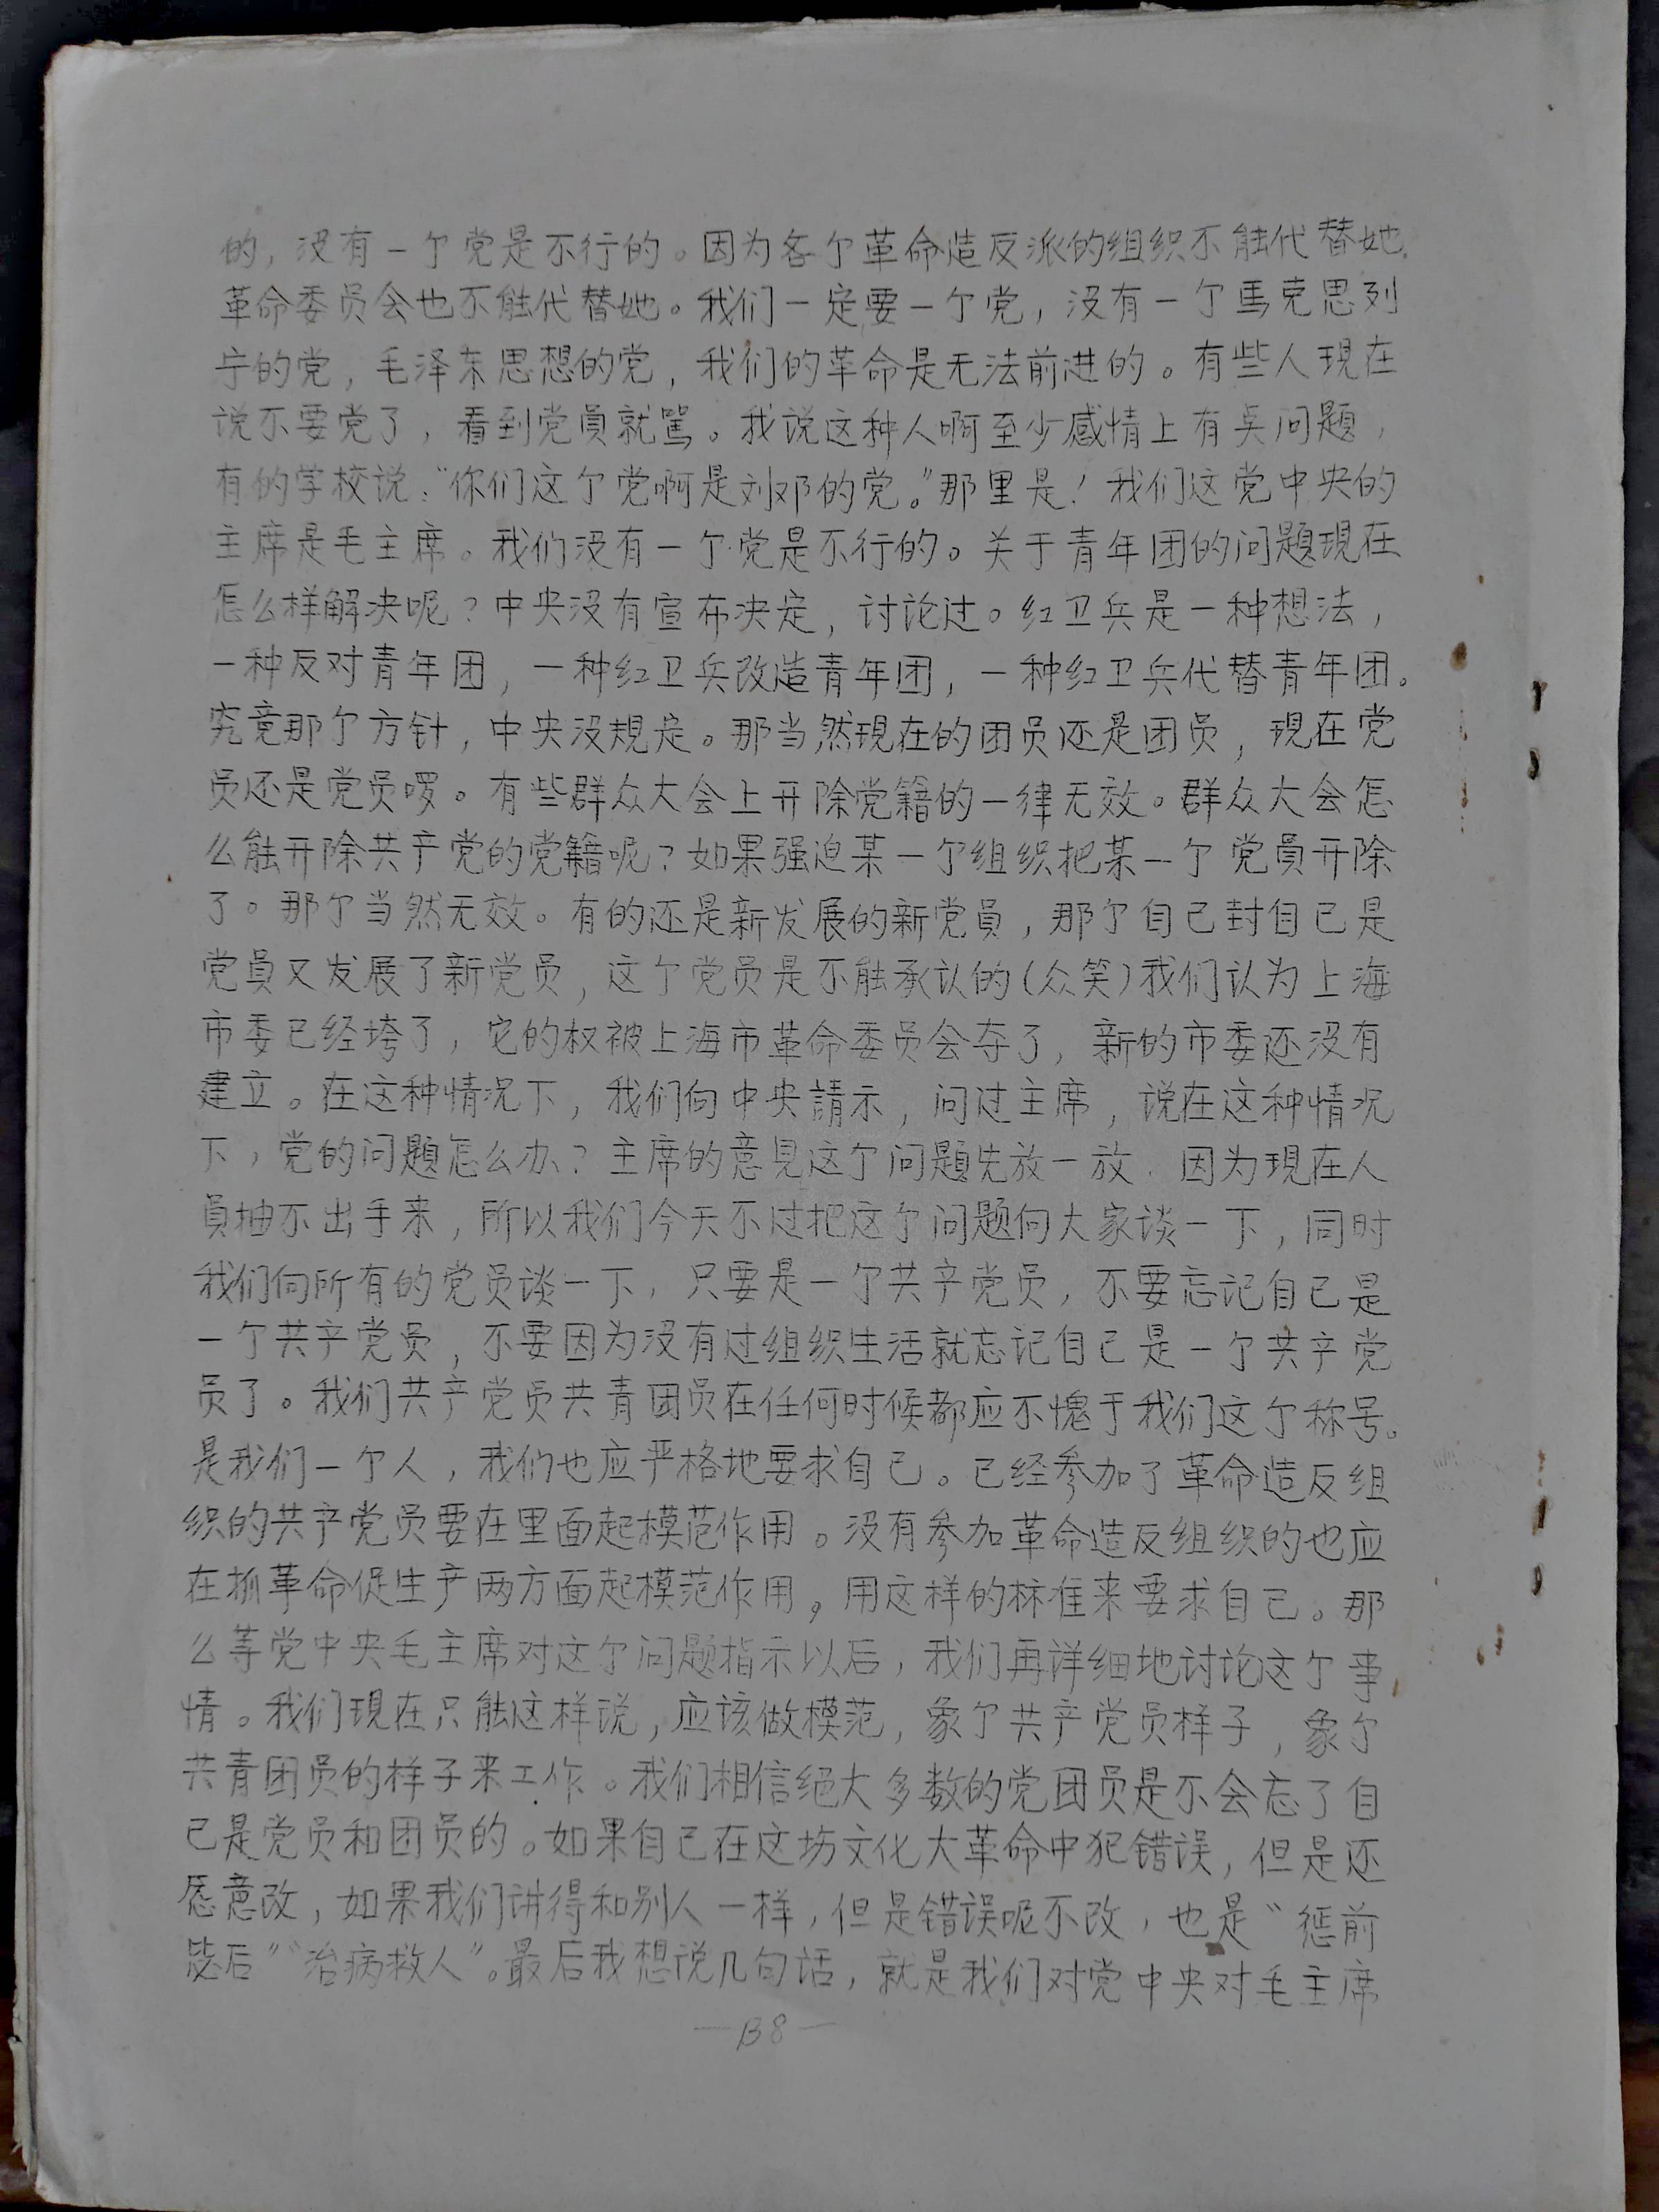 的，没有一个党是不行的。因为各个革命造反派的组织不能代替她，
革命委员会也不能代替她。我们一定要一个党，没有一个馬克思列
宁的党，毛泽东思想的党，我们的革命是无法前进的。有些人现在
说不要党了，看到党員就駡。我说这种人啊至少感情上有点问题，
有的学校说：“你们这个党啊是刘邓的党。”那里是！我们这党中央的
主席是毛主席。我们没有一个党是不行的。关于青年团的问題現在
怎么样解决呢？中央没有宣布决定，讨论过。红卫兵是一种想法，
一种反对青年团，一种红卫兵改造青年团，一种红卫兵代替青年团。
究竟那个方针，中央没規定。那当然現在的团员还是团员，現在党
员还是党员啰。有些群众大会上开除党籍的一律无效。群众大会怎
么能开除共产党的党籍呢？如果强迫某一个组织把某一个党員开除
了。那个当然无效。有的还是新发展的新党員，那个自己封自己是
党員又发展了新党员，这个党员是不能承认的（众笑）我们认为上海
市委已经垮了，它的权被上海市革命委员会夺了，新的市委还没有
建立。在这种情况下，我们向中央請示，问过主席，说在这种情况
下，党的问題怎么办？主席的意見这个问題先放一放．因为現在人
員抽不出手来，所以我们今天不过把这个问题向大家谈一下，同时
我们向所有的党员谈一下，只要是一个共产党员，不要忘记自己是
一个共产党员，不要因为没有过组织生活就忘记自己是一个共产党
员了。我们共产党员共青团员在任何时候都应不愧于我们这个称号。
是我们一个人，我们也应严格地要求自己。已经参加了革命造反组
织的共产党员要在里面起模范作用。没有参加革命造反组织的也应
在抓革命促生产两方面起模范作用，用这样的标准来要求自己。那
么等党中央毛主席对这个问题指示以后，我们再详细地讨论这个事
情。我们現在只能这样说，应该做模范，象个共产党员样子，象个
共青团员的样子来工作。我们相信绝大多数的党团员是不会忘了自
己是党员和团员的。如果自己在这场文化大革命中犯错误，但是还
愿意改，如果我们讲得和别人一样，但是错误呢不改，也是“惩前
毖后”“治病救人”。最后我想说几句话，就是我们对党中央对毛主席
—B8—